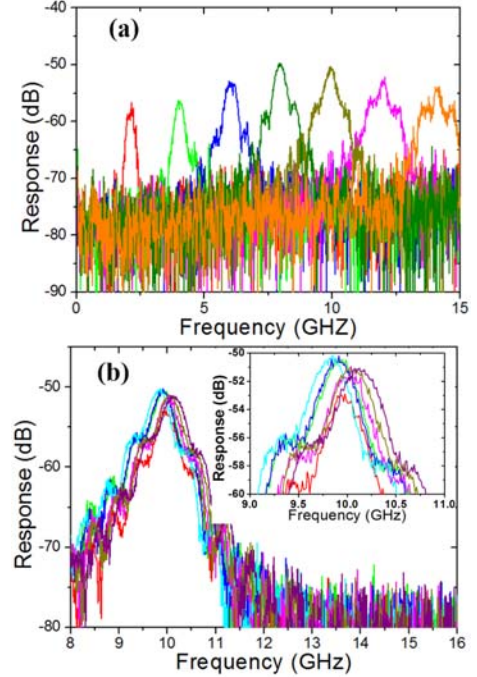 (a)
-40
-50
-60
-70
-80
-90
Response (dB)
0 5 10 15
Frequency (GHZ)
(b)
-50
-60
-70
-80
Response (dB)
-50
-52
-54
-56
-58
-60
Response (dB)
9.0 9.5 10.0 10.5 11.0
Frequency (GHz)
8 9 10 11 12 13 14 15 16
Frequency (GHz)